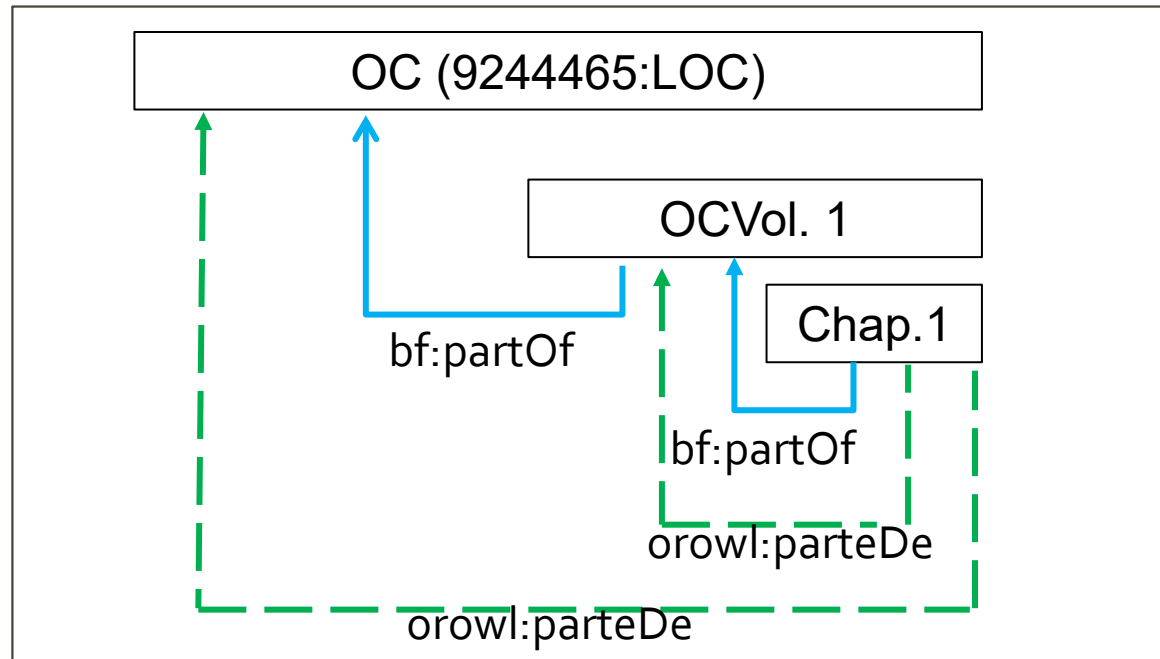 OC (9244465:LOC)
OCVol. 1
Chap.1
bf:partOf
bf:partOf
orowl:parteDe
orowl:parteDe